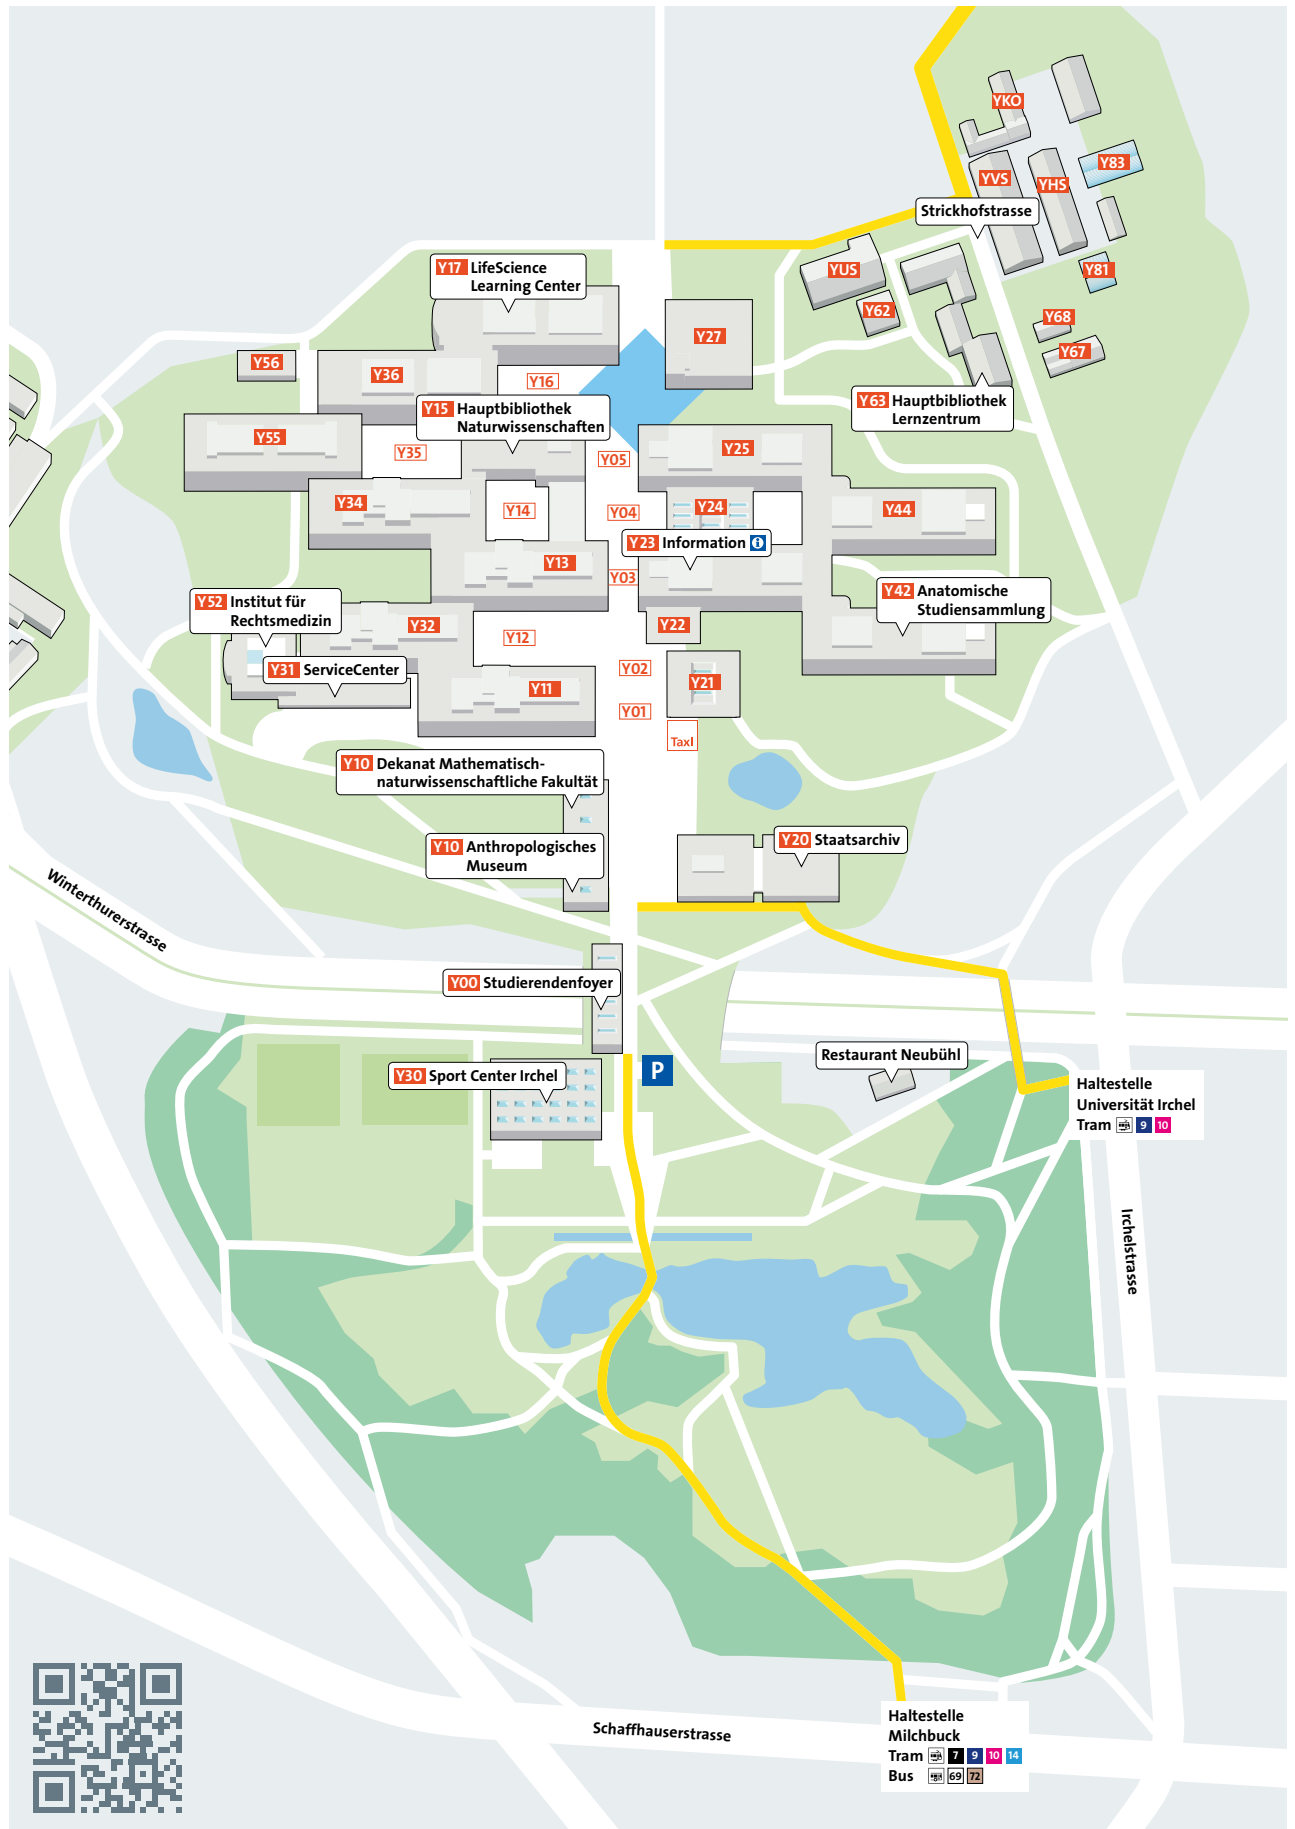 YKO
Y83
YVS
YHS
Strickhofstrasse
YUS
Y81
Y17 LifeScience
Learning Center
Y62
Y68
Y27
Y67
Y56
Y36
Y16
Y63 Hauptbibliothek
Lernzentrum
Y15 Hauptbibliothek
Naturwissenschaften
Y55
Y35
Y05
Y25
Y34
Y14
Y04
Y24
Y44
Y23 Information i
Y13
Y03
Y52 Institut für
Rechtsmedizin
Y42 Anatomische
Studiensammlung
Y32
Y12
Y22
Y31 ServiceCenter
Y02
Y11
Y21
Y01
TaxI
Y10 Dekanat Mathematisch-
naturwissenschaftliche Fakultät
Y10 Anthropologisches
Museum
Y20 Staatsarchiv
Winterthurerstrasse
Y00 Studierendenfoyer
Restaurant Neubühl
P
Y30 Sport Center Irchel
Haltestelle
Universität Irchel
Tram 9 10
Irchelstrasse
Schaffhauserstrasse
Haltestelle
Milchbuck
Tram 7 9 10 14
Bus 69 72